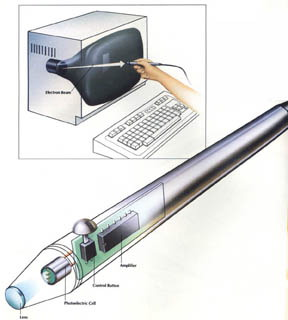 Electron Beam
Amplifier
Control Button
Photoelectric Cell
Lens